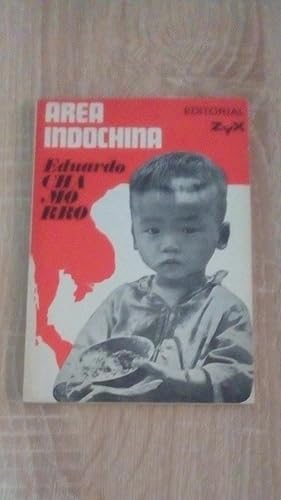 AREA
INDOCHINA
EDITORIAL
ZYX
Eduardo
CHA
MO
RRO